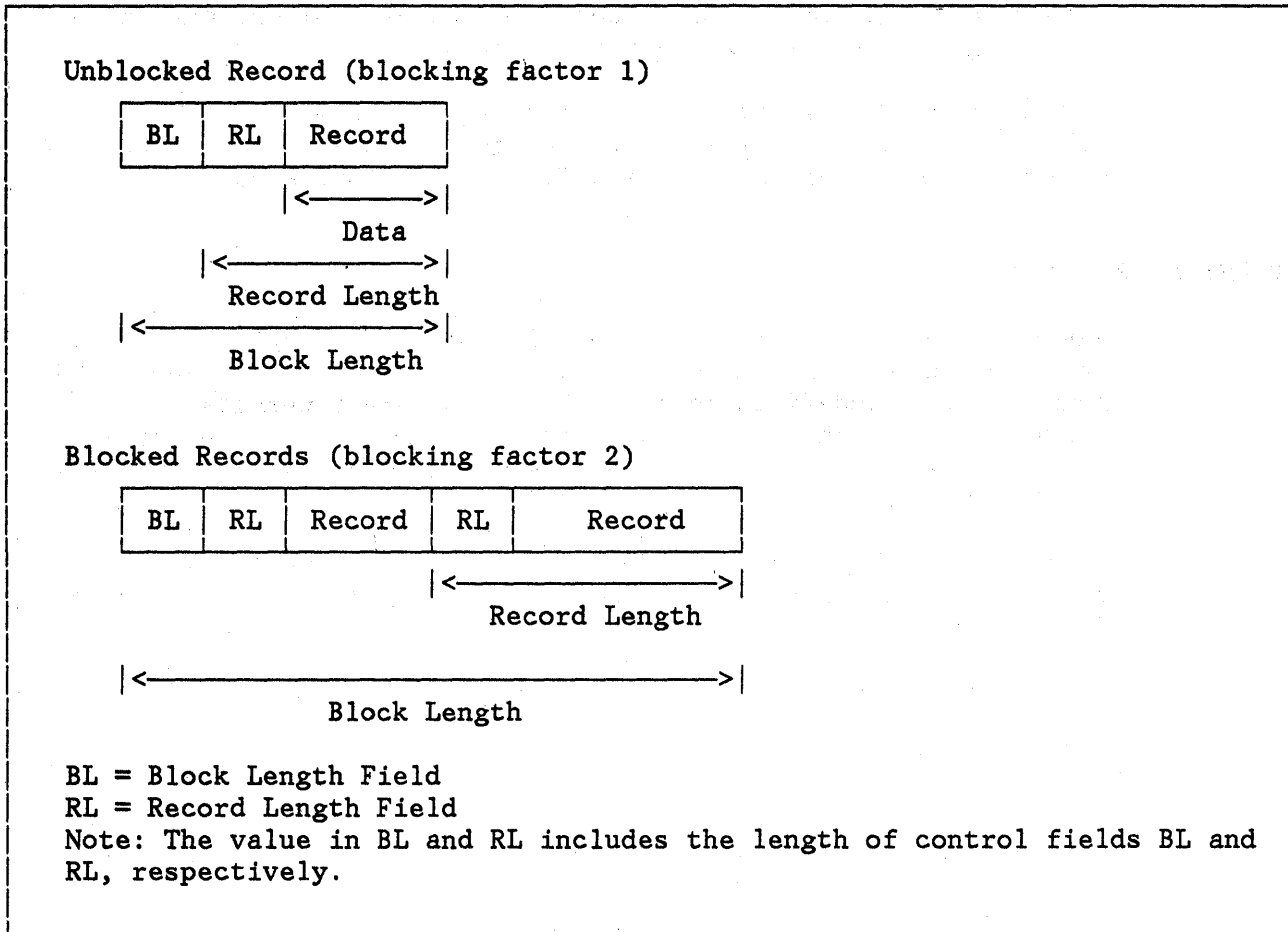 Unblocked Record (blocking factor 1)
BL RL Record
|<———>|
Data
|<———>|
Record Length
|<———>|
Block Length
Blocked Records (blocking factor 2)
BL RL Record RL Record
|<———>|
Record Length
|<———>|
Block Length
BL = Block Length Field
RL = Record Length Field
Note: The value in BL and RL includes the length of control fields BL and
RL, respectively.